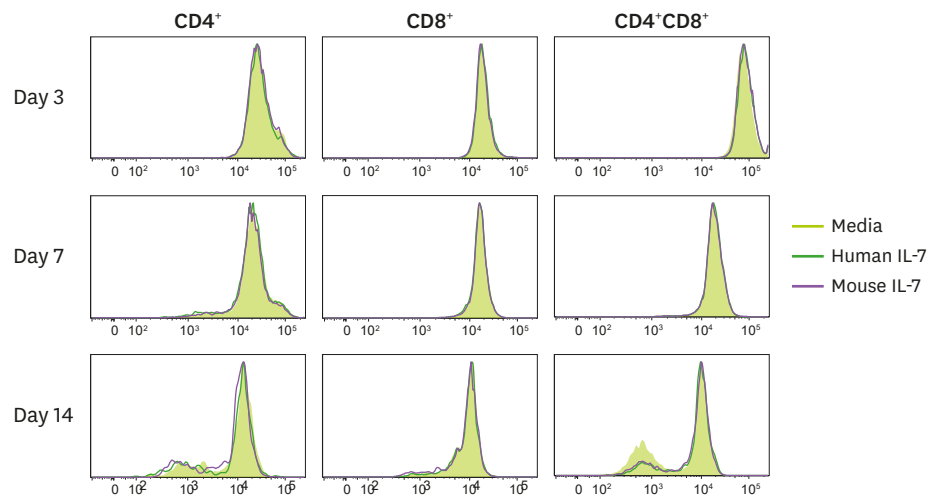 CD4⁺ CD8⁺ CD4⁺CD8⁺
Day 3
0 10² 10³ 10⁴ 10⁵ 0 10² 10³ 10⁴ 10⁵ 0 10² 10³ 10⁴ 10⁵
Day 7
0 10² 10³ 10⁴ 10⁵ 0 10² 10³ 10⁴ 10⁵ 0 10² 10³ 10⁴ 10⁵
Media
Human IL-7
Mouse IL-7
Day 14
0 10² 10³ 10⁴ 10⁵ 0 10² 10³ 10⁴ 10⁵ 0 10² 10³ 10⁴ 10⁵